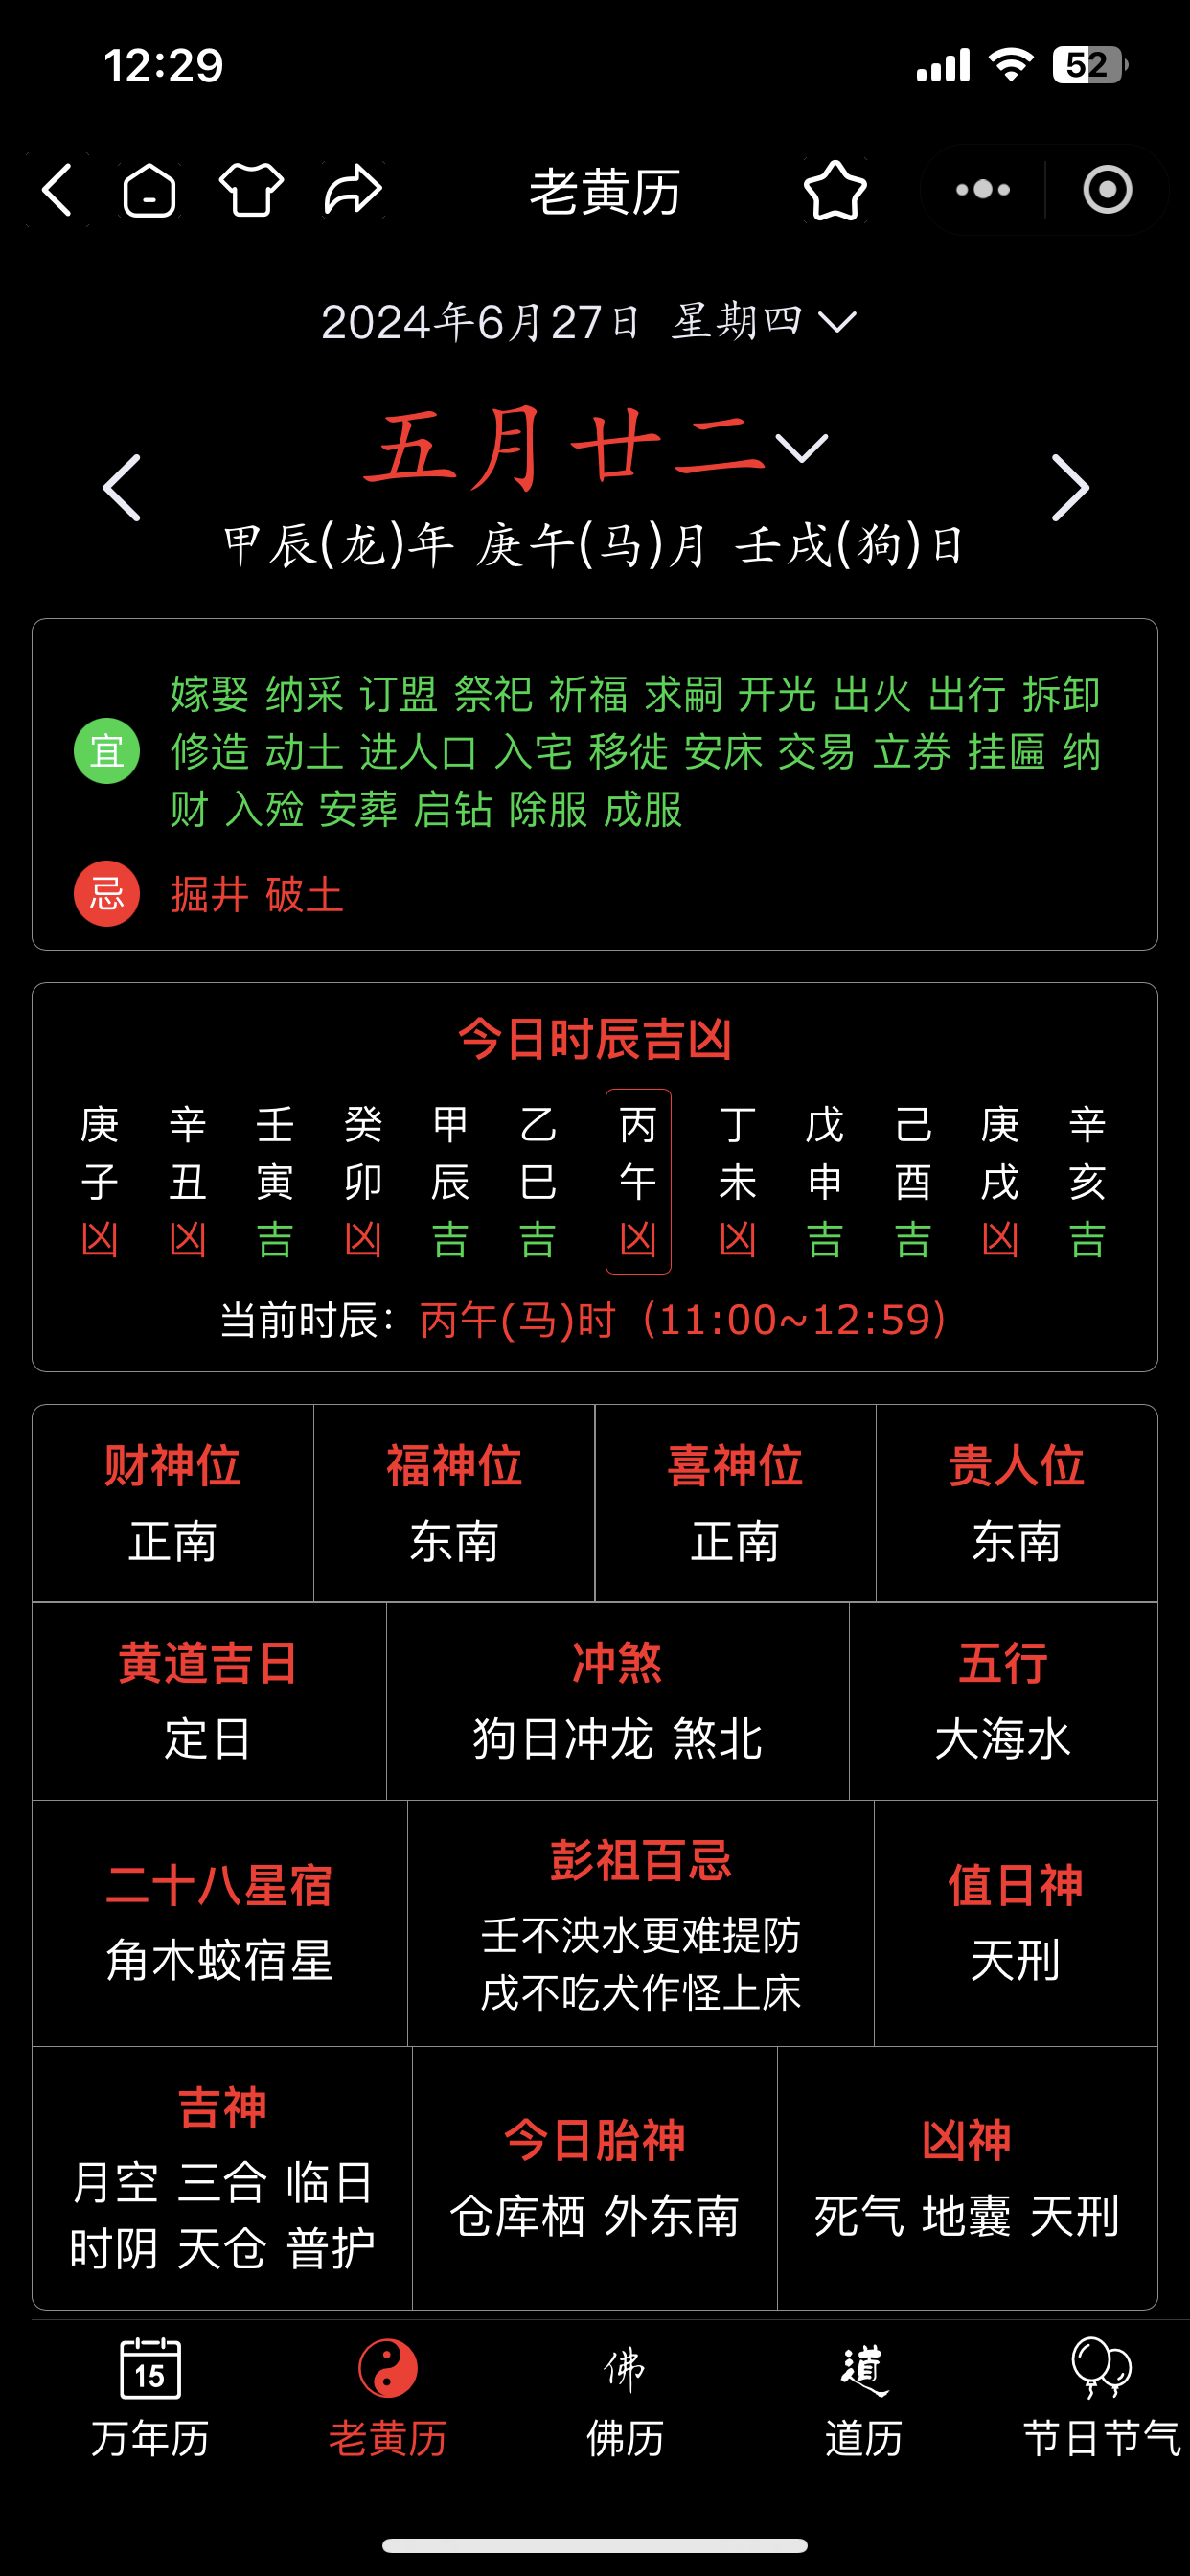 12:29
52
老黄历
2024年6月27日 星期四
五月廿二
甲辰(龙)年 庚午(马)月 壬戌(狗)日
宜
嫁娶 纳采 订盟 祭祀 祈福 求嗣 开光 出火 出行 拆卸
修造 动土 进人口 入宅 移徙 安床 交易 立券 挂匾 纳
财 入殓 安葬 启钻 除服 成服
忌 掘井 破土
今日时辰吉凶
庚 辛 壬 癸 甲 乙 丙 丁 戊 己 庚 辛
子 丑 寅 卯 辰 巳 午 未 申 酉 戌 亥
凶 凶 吉 凶 吉 吉 凶 凶 吉 吉 凶 吉
当前时辰：丙午(马)时（11:00~12:59）
财神位 福神位 喜神位 贵人位
正南 东南 正南 东南
黄道吉日 冲煞 五行
定日 狗日冲龙 煞北 大海水
二十八星宿
角木蛟宿星
彭祖百忌
壬不泱水更难提防
戌不吃犬作怪上床
值日神
天刑
吉神
月空 三合 临日
时阴 天仓 普护
今日胎神
仓库栖 外东南
凶神
死气 地囊 天刑
15 佛 道
万年历 老黄历 佛历 道历 节日节气